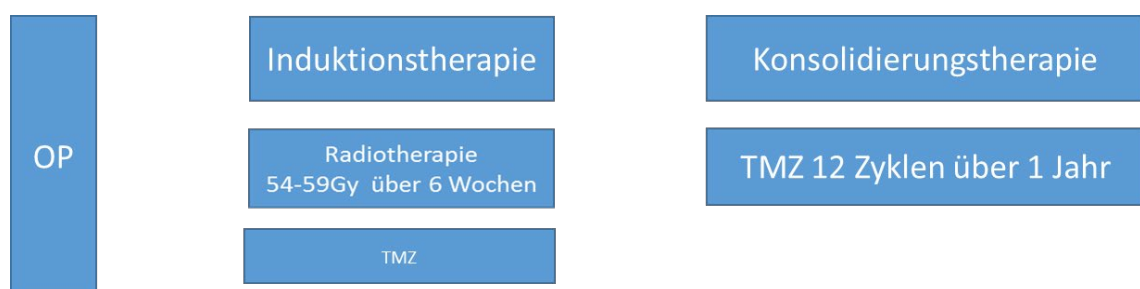 OP
Induktionstherapie
Radiotherapie
54-59Gy über 6 Wochen
TMZ
Konsolidierungstherapie
TMZ 12 Zyklen über 1 Jahr